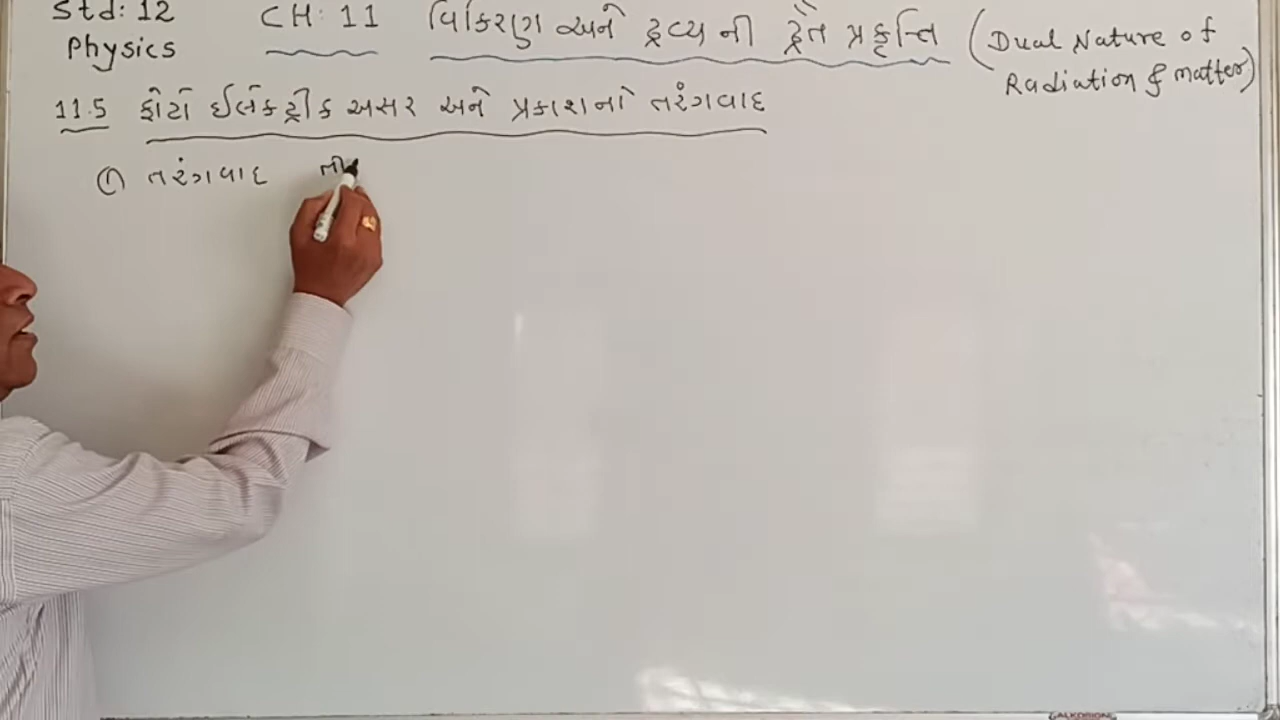 Std: 12 CH: 11 વિકિરણ અને દ્રવ્ય ની દ્વૈત પ્રકૃતિ (Dual Nature of
Physics Radiation & matter)
11.5 ફોટો ઈલેકટ્રીક અસર અને પ્રકાશનો તરંગવાદ
(1) તરંગવાદ ની